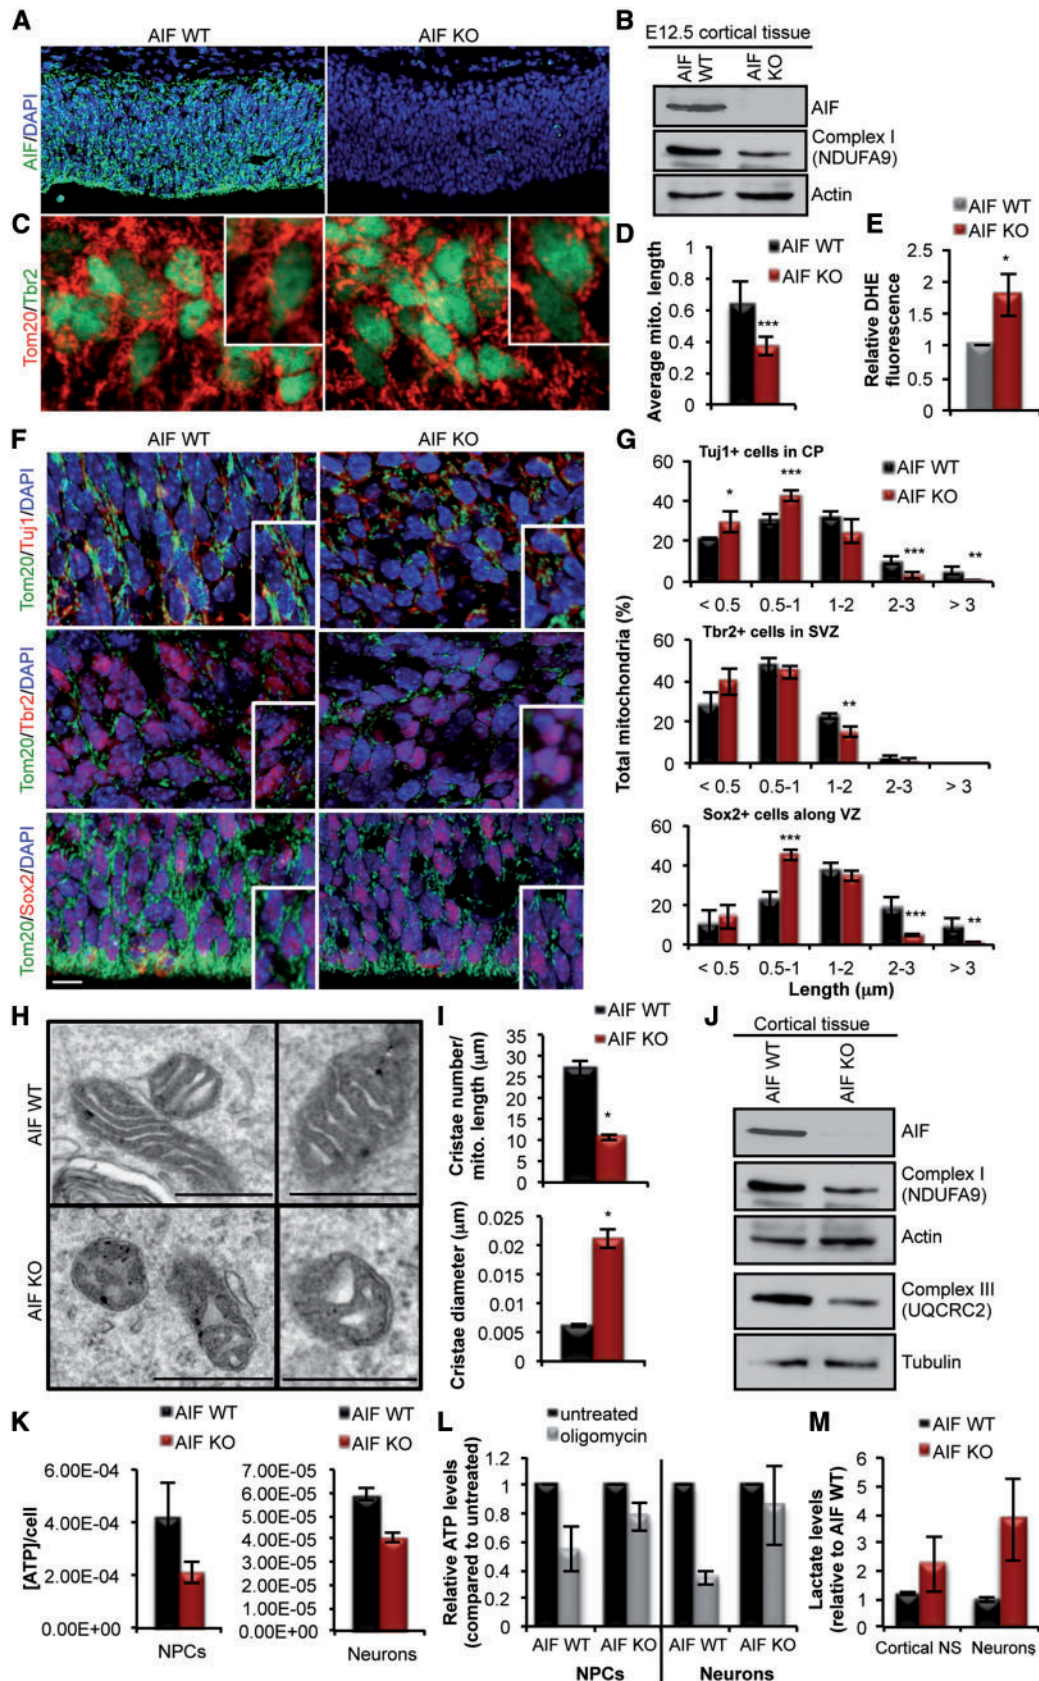 A
AIF WT
AIF KO
AIF/DAPI
B
E12.5 cortical tissue
AIF WT
AIF KO
AIF
Complex I
(NDUFA9)
Actin
C
Tom20/Tbr2
D
AIF WT
AIF KO
Average mito. length
1
0.8
0.6
0.4
0.2
0
***
E
AIF WT
AIF KO
Relative DHE
fluorescence
2.5
2
1.5
1
0.5
0
*
F
AIF WT
AIF KO
Tom20/Tuj1/DAPI
Tom20/Tbr2/DAPI
Tom20/Sox2/DAPI
G
Tuj1+ cells in CP
AIF WT
AIF KO
60
40
20
0
*
***
***
**
< 0.5
0.5-1
1-2
2-3
> 3
Tbr2+ cells in SVZ
60
40
20
0
**
< 0.5
0.5-1
1-2
2-3
> 3
Total mitochondria (%)
Sox2+ cells along VZ
60
40
20
0
***
***
**
< 0.5
0.5-1
1-2
2-3
> 3
Length (μm)
H
AIF WT
AIF KO
I
AIF WT
AIF KO
Cristae number/
mito. length (μm)
35
30
25
20
15
10
5
0
*
Cristae diameter (μm)
0.025
0.02
0.015
0.01
0.005
0
*
J
Cortical tissue
AIF WT
AIF KO
AIF
Complex I
(NDUFA9)
Actin
Complex III
(UQCRC2)
Tubulin
K
AIF WT
AIF KO
[ATP]/cell
6.00E-04
4.00E-04
2.00E-04
0.00E+00
NPCs
AIF WT
AIF KO
7.00E-05
6.00E-05
5.00E-05
4.00E-05
3.00E-05
2.00E-05
1.00E-05
0.00E+00
Neurons
L
untreated
oligomycin
Relative ATP levels
(compared to untreated)
1.2
1
0.8
0.6
0.4
0.2
0
AIF WT
AIF KO
AIF WT
AIF KO
NPCs
Neurons
M
AIF WT
AIF KO
Lactate levels
(relative to AIF WT)
6
5
4
3
2
1
0
Cortical NS
Neurons